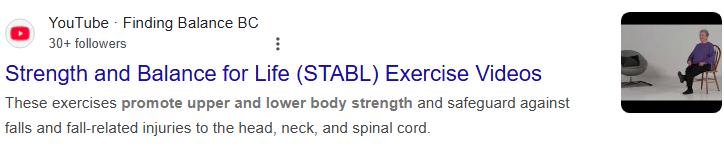 YouTube · Finding Balance BC
30+ followers
Strength and Balance for Life (STABL) Exercise Videos
These exercises promote upper and lower body strength and safeguard against
falls and fall-related injuries to the head, neck, and spinal cord.